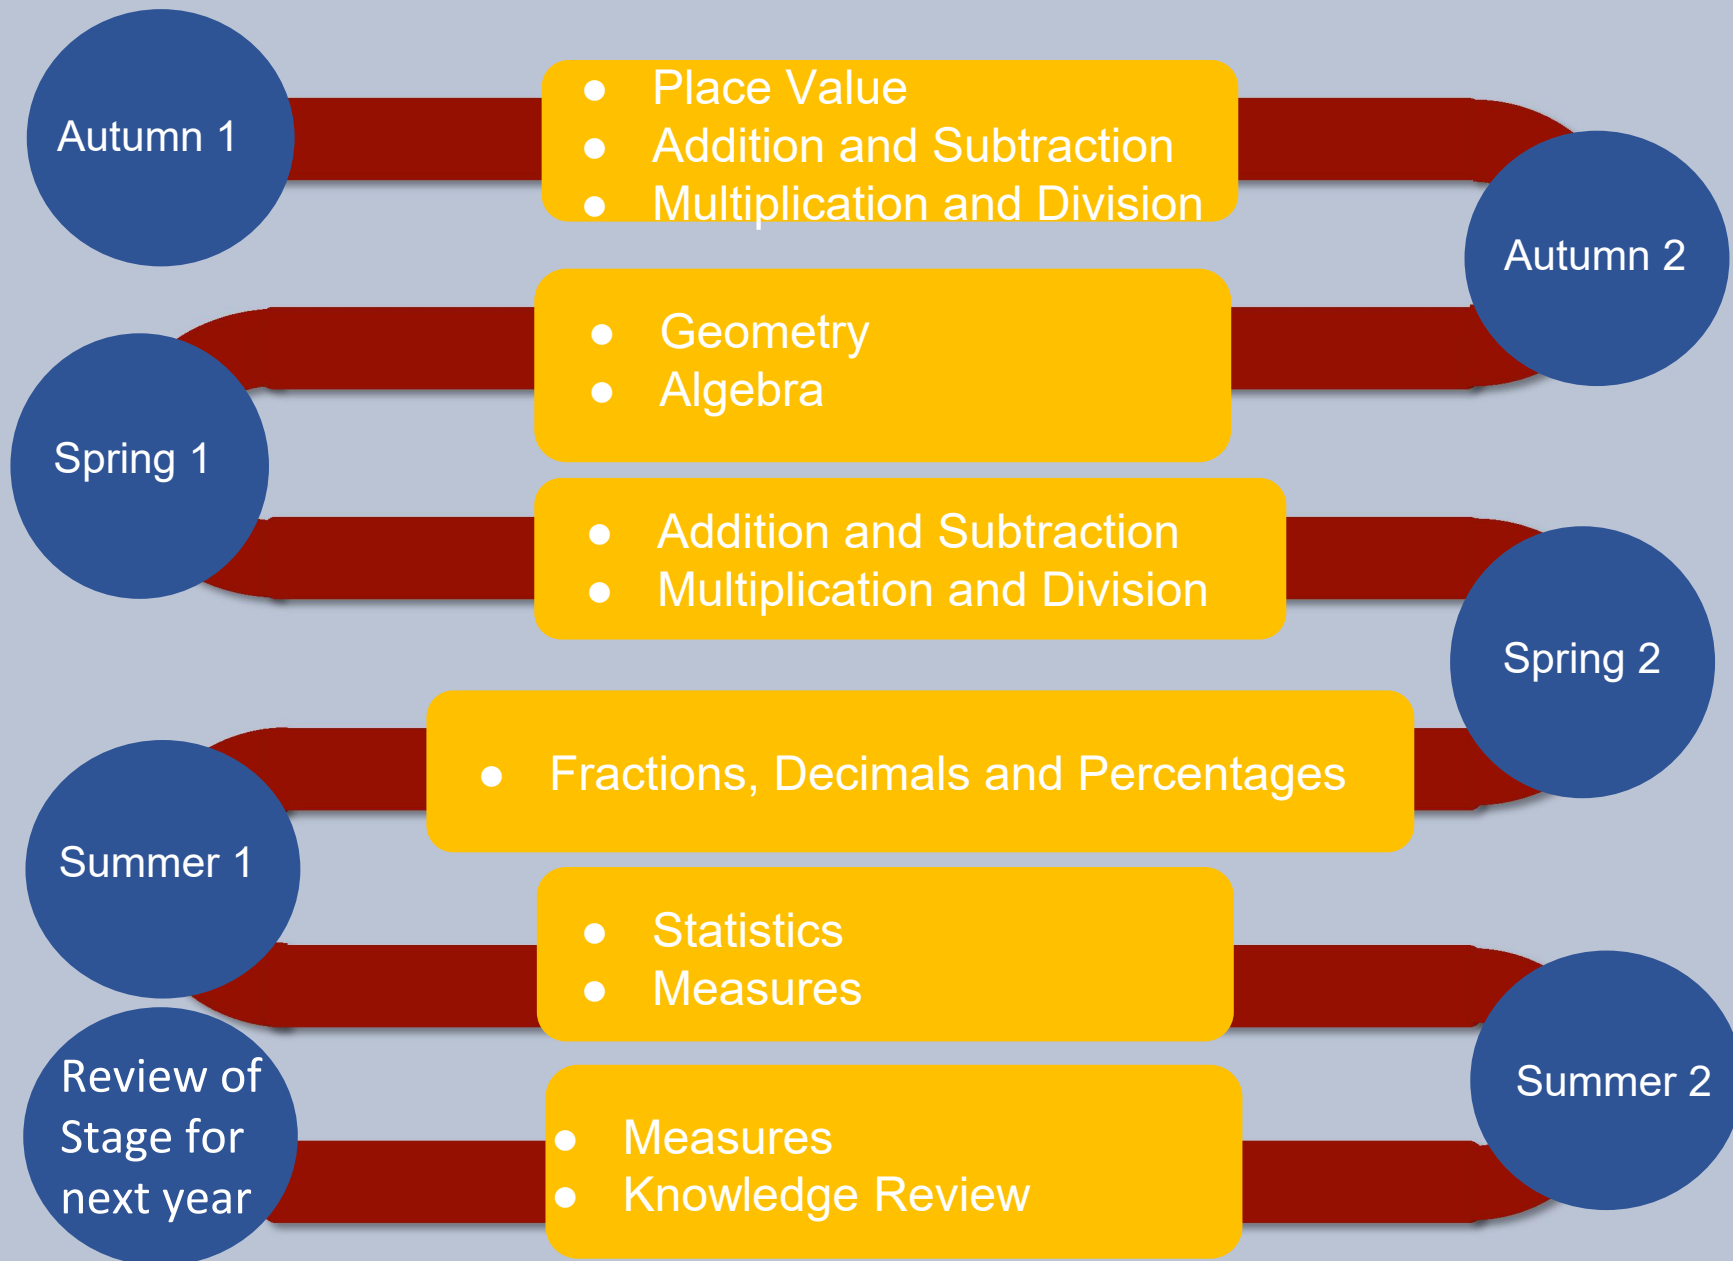 Autumn 1
● Place Value
● Addition and Subtraction
● Multiplication and Division
Autumn 2
● Geometry
● Algebra
Spring 1
● Addition and Subtraction
● Multiplication and Division
Spring 2
● Fractions, Decimals and Percentages
Summer 1
● Statistics
● Measures
Summer 2
● Measures
● Knowledge Review
Review of
Stage for
next year